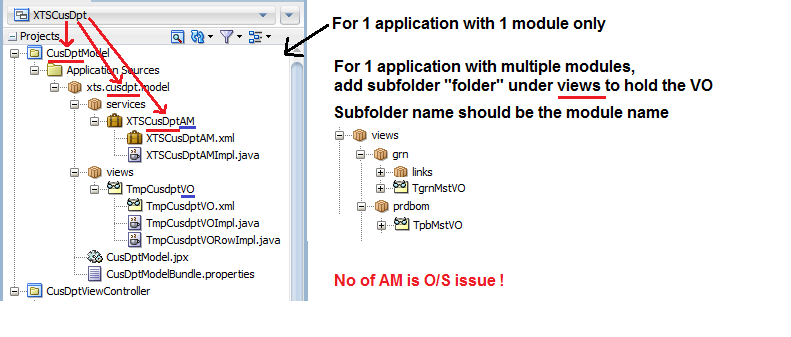 XTSCusDpt
Projects
CusDptModel
Application Sources
xts.cusdpt.model
services
XTSCusDptAM
XTSCusDptAM.xml
XTSCusDptAMImpl.java
views
TmpCusdptVO
TmpCusdptVO.xml
TmpCusdptVOImpl.java
TmpCusdptVORowImpl.java
CusDptModel.jpx
CusDptModelBundle.properties
CusDptViewController
For 1 application with 1 module only
For 1 application with multiple modules,
add subfolder "folder" under views to hold the VO
Subfolder name should be the module name
views
grn
links
TgrnMstVO
prdbom
TpbMstVO
No of AM is O/S issue !